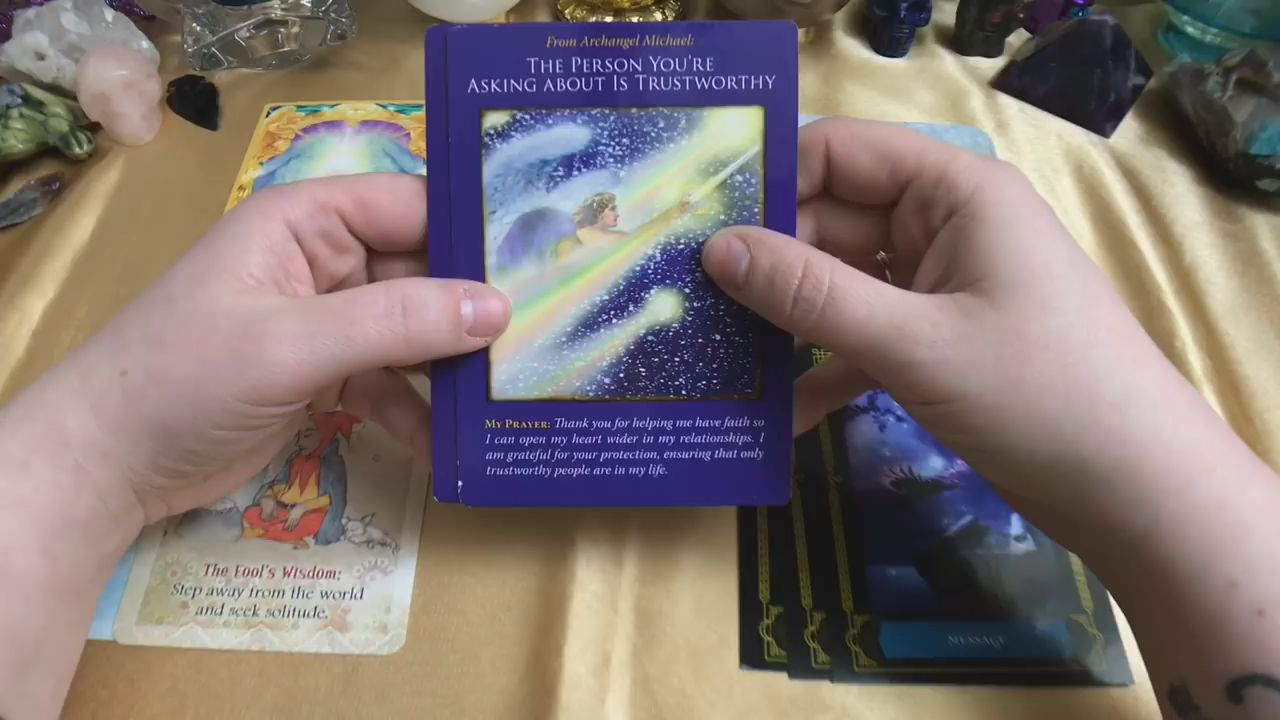 From Archangel Michael:
THE PERSON YOU'RE
ASKING ABOUT IS TRUSTWORTHY
MY PRAYER: Thank you for helping me have faith so
I can open my heart wider in my relationships. I
am grateful for your protection, ensuring that only
trustworthy people are in my life.
The Fool's Wisdom:
Step away from the world
and seek solitude.
MESSAGE